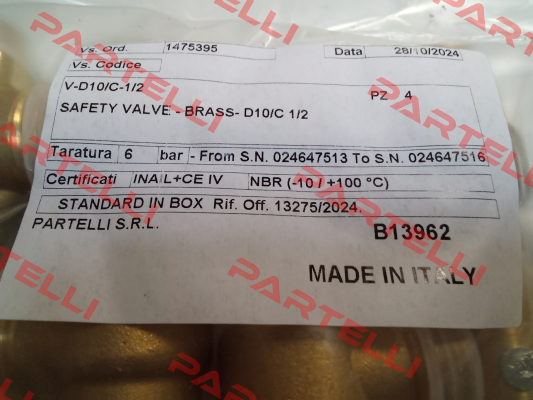 PARTELLI
Vs. Ord. 1475395 Data 28/10/2024
Vs. Codice
V-D10/C-1/2 PZ 4
SAFETY VALVE - BRASS- D10/C 1/2
Taratura 6 bar - From S.N. 024647513 To S.N. 024647516
Certificati INAIL+CE IV NBR (-10 / +100 °C)
STANDARD IN BOX Rif. Off. 13275/2024.
PARTELLI S.R.L. B13962
MADE IN ITALY
PARTELLI
PARTELLI
PARTELLI
PARTELLI